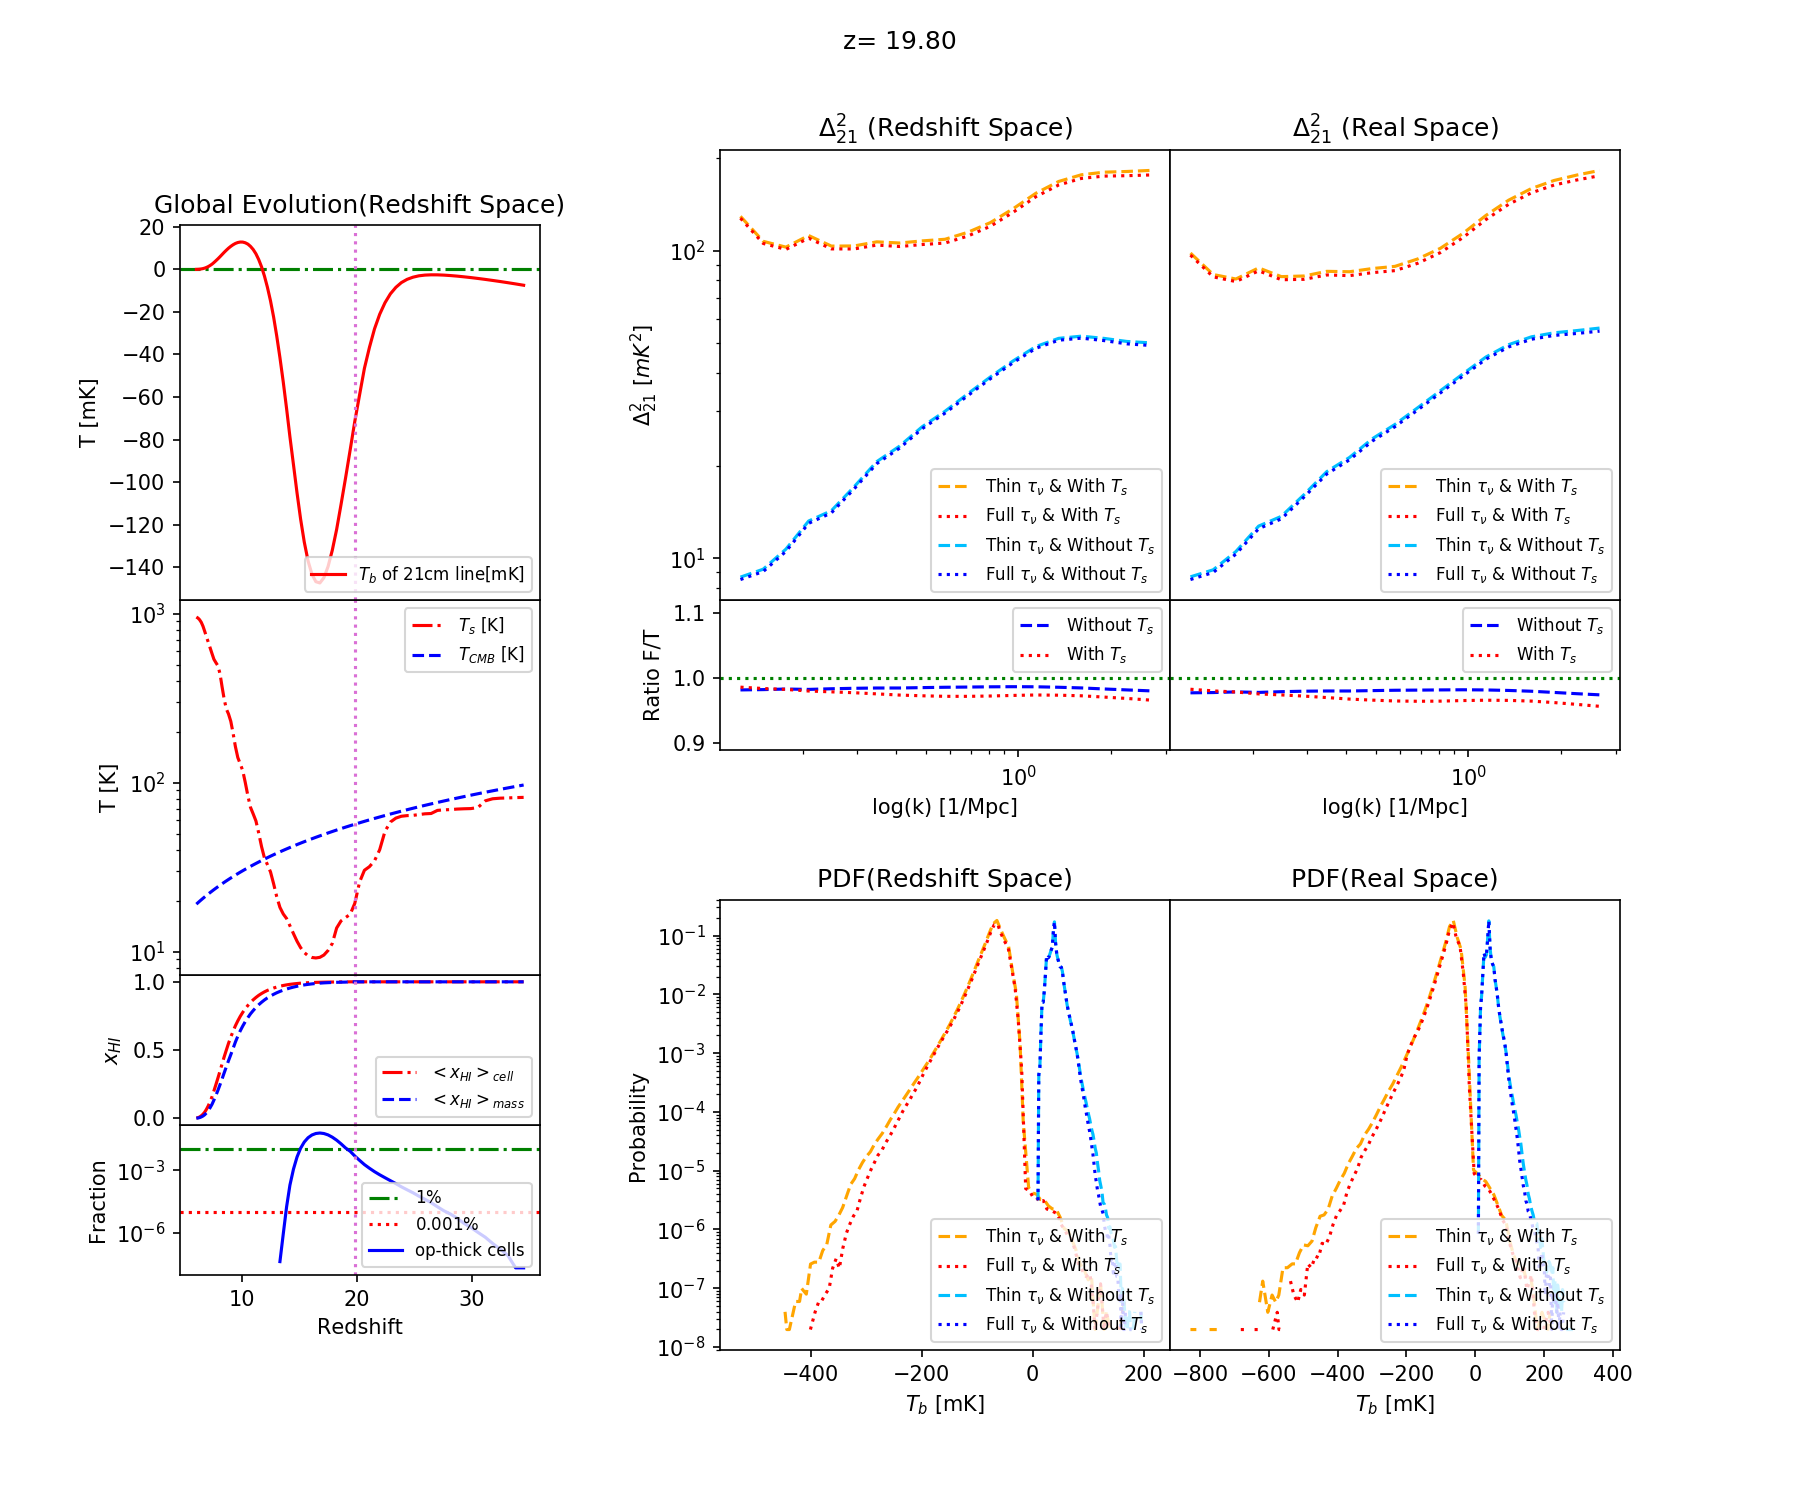 z= 19.80
Global Evolution(Redshift Space)
20
0
−20
−40
−60
−80
−100
−120
−140
T [mK]
T_b of 21cm line[mK]
10^3
10^2
10^1
T [K]
T_s [K]
T_CMB [K]
1.0
0.5
0.0
x_HI
<x_HI>_cell
<x_HI>_mass
10^−3
10^−6
Fraction
1%
0.001%
op-thick cells
10 20 30
Redshift
Δ²₂₁ (Redshift Space)
Δ²₂₁ (Real Space)
10^2
10^1
Δ²₂₁ [mK²]
Thin τ_ν & With T_s
Full τ_ν & With T_s
Thin τ_ν & Without T_s
Full τ_ν & Without T_s
Thin τ_ν & With T_s
Full τ_ν & With T_s
Thin τ_ν & Without T_s
Full τ_ν & Without T_s
1.1
1.0
0.9
Ratio F/T
Without T_s
With T_s
Without T_s
With T_s
10^0
10^0
log(k) [1/Mpc]
log(k) [1/Mpc]
PDF(Redshift Space)
PDF(Real Space)
10^−1
10^−2
10^−3
10^−4
10^−5
10^−6
10^−7
10^−8
Probability
Thin τ_ν & With T_s
Full τ_ν & With T_s
Thin τ_ν & Without T_s
Full τ_ν & Without T_s
Thin τ_ν & With T_s
Full τ_ν & With T_s
Thin τ_ν & Without T_s
Full τ_ν & Without T_s
−400 −200 0 200
−800 −600 −400 −200 0 200 400
T_b [mK]
T_b [mK]